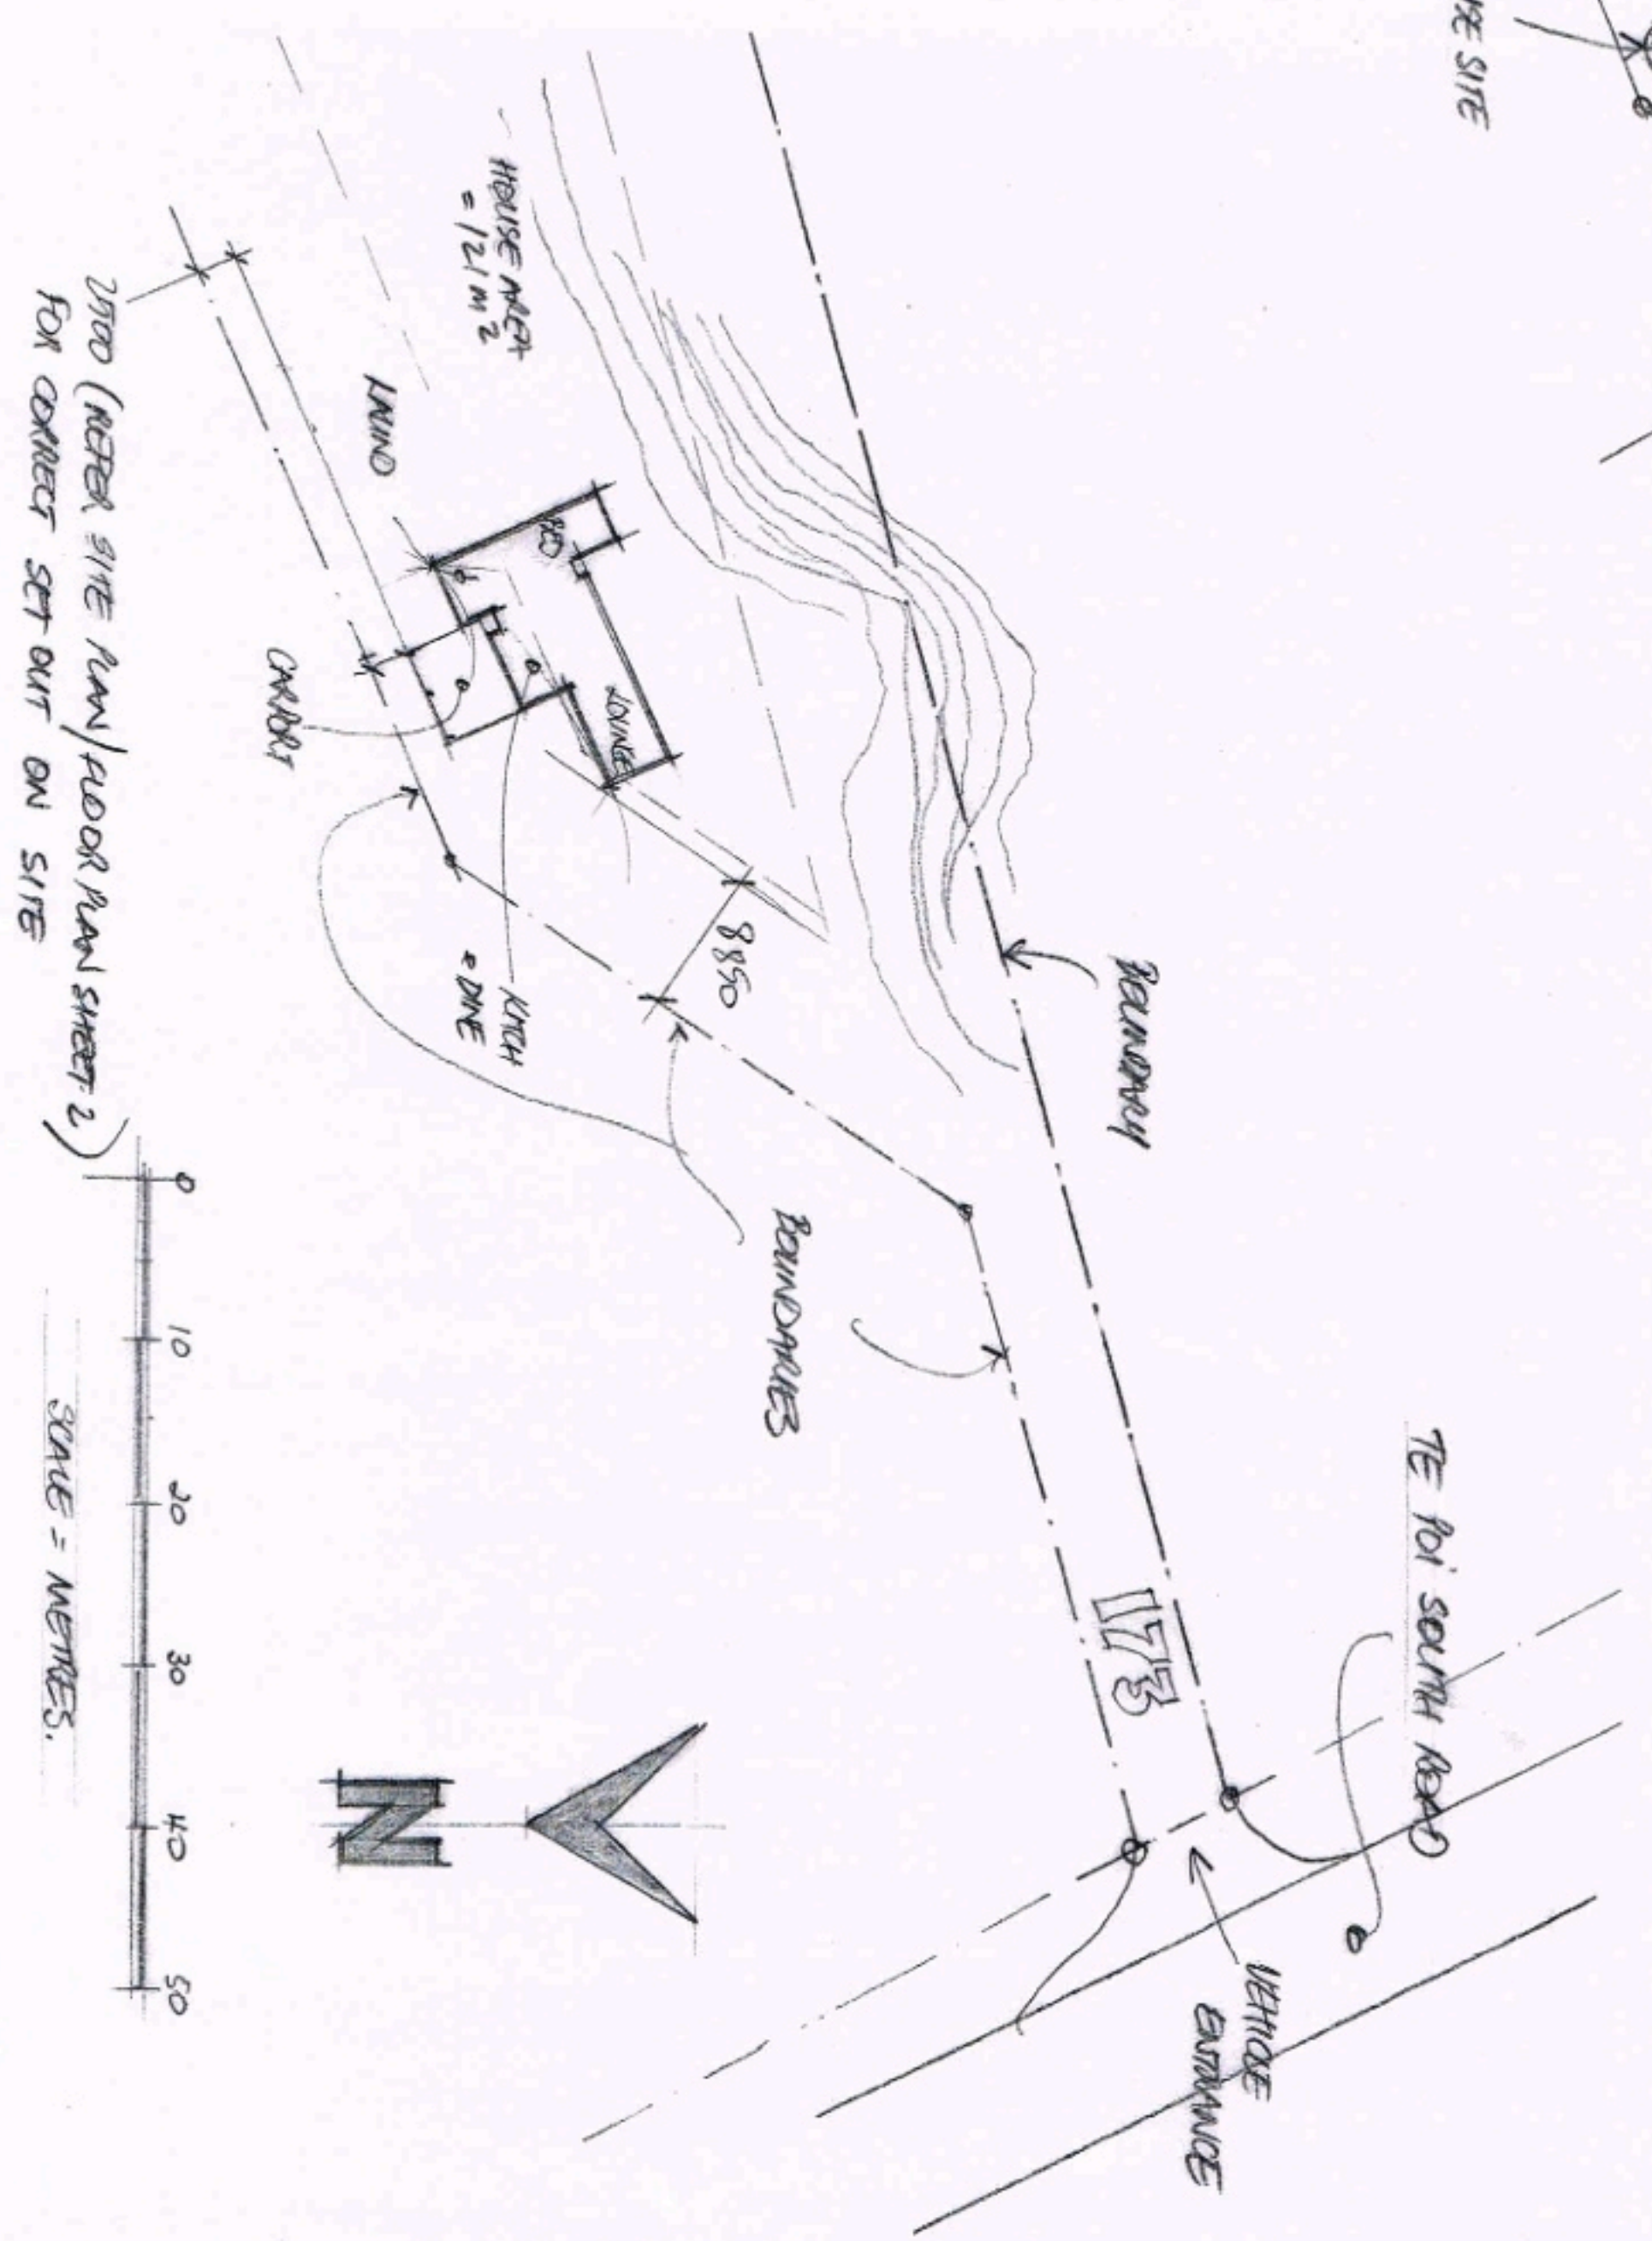 SE SITE
HOUSE AREA
= 121 m2
LAUND
BED
LOUNGE
CARPORT
KITCH
= DINE
8850
BOUNDARY
BOUNDARIES
173
TE POI SOUTH ROAD
VEHICLE
ENTRANCE
2500 (REFER SITE PLAN/FLOOR PLAN SHEET 2)
FOR CORRECT SET OUT ON SITE
0 10 20 30 40 50
SCALE = METRES.
N